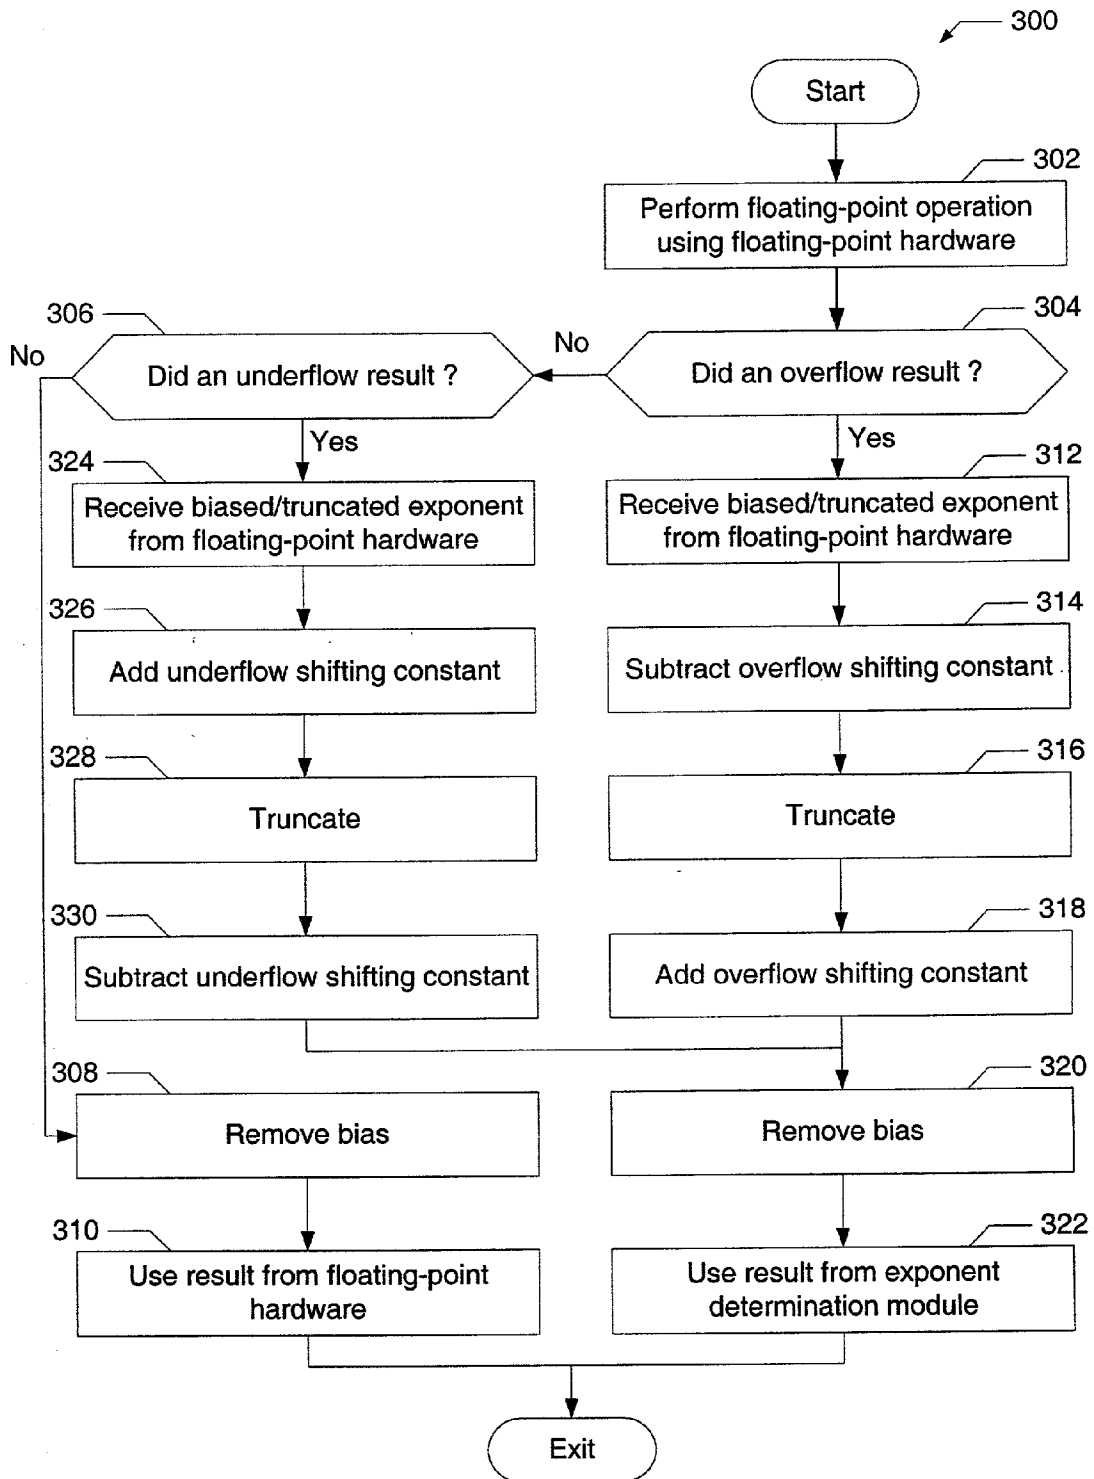 300
Start
302
Perform floating-point operation
using floating-point hardware
306
304
No
Did an underflow result ?
No
Did an overflow result ?
Yes
Yes
324
312
Receive biased/truncated exponent
from floating-point hardware
Receive biased/truncated exponent
from floating-point hardware
326
314
Add underflow shifting constant
Subtract overflow shifting constant
328
316
Truncate
Truncate
330
318
Subtract underflow shifting constant
Add overflow shifting constant
308
320
Remove bias
Remove bias
310
322
Use result from floating-point
hardware
Use result from exponent
determination module
Exit